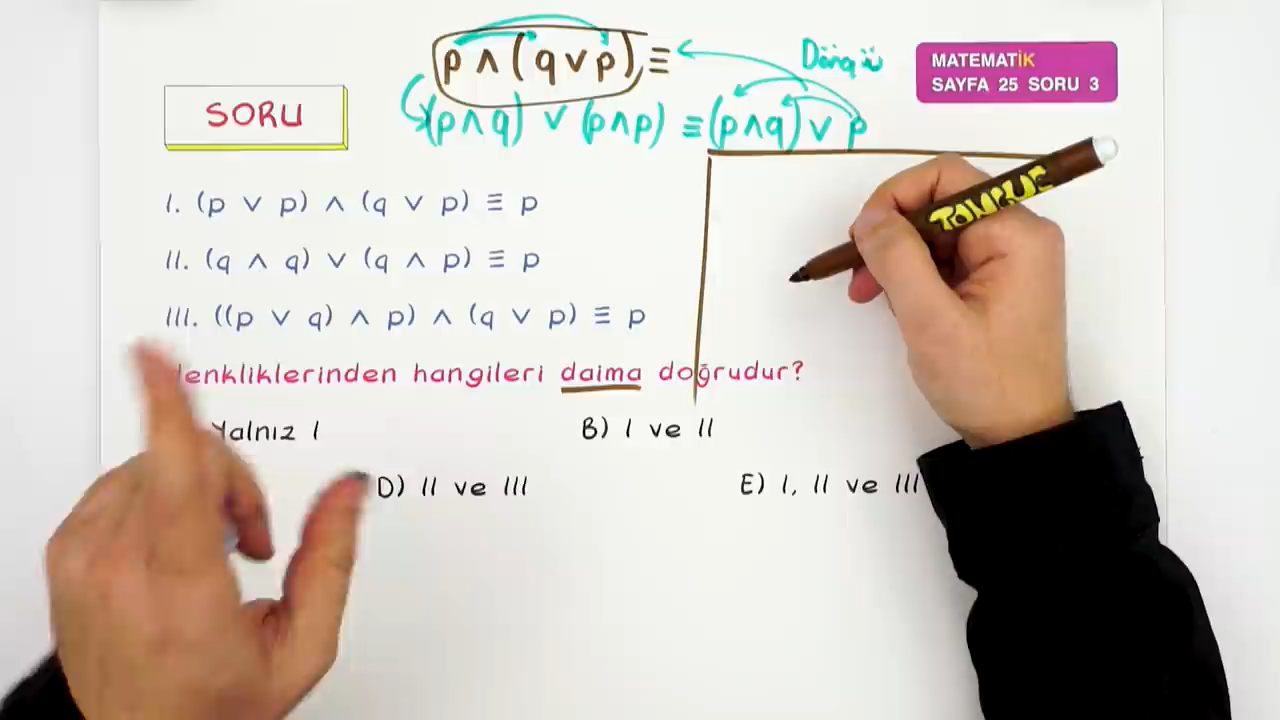 p ∧ (q ∨ p) ≡
(p ∧ q) ∨ (p ∧ p) ≡ (p ∧ q) ∨ p
MATEMATİK
SAYFA 25 SORU 3
SORU
TONGUÇ
I. (p ∨ p) ∧ (q ∨ p) ≡ p
II. (q ∧ q) ∨ (q ∧ p) ≡ p
III. ((p ∨ q) ∧ p) ∧ (q ∨ p) ≡ p
denkliklerinden hangileri daima doğrudur?
Yalnız I
B) I ve II
D) II ve III
E) I, II ve III